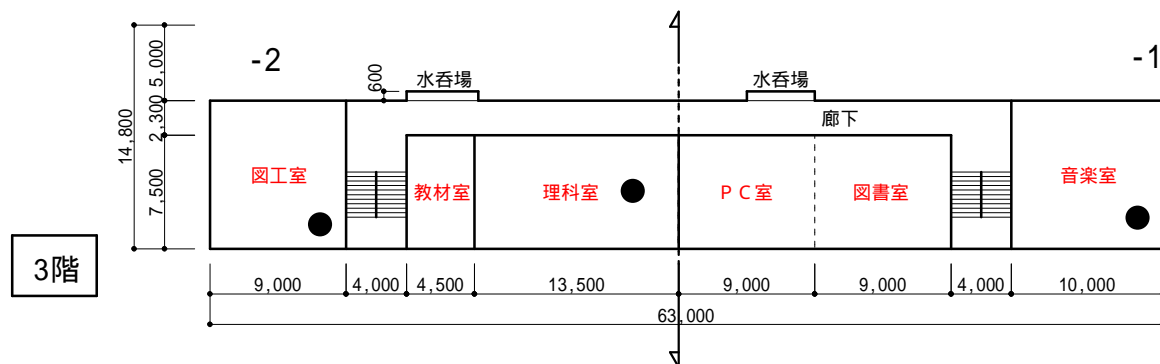 -2
-1
水呑場
水呑場
600
5,000
2,300
14,800
7,500
廊下
図工室
教材室
理科室
ＰＣ室
図書室
音楽室
3階
9,000
4,000
4,500
13,500
9,000
9,000
4,000
10,000
63,000